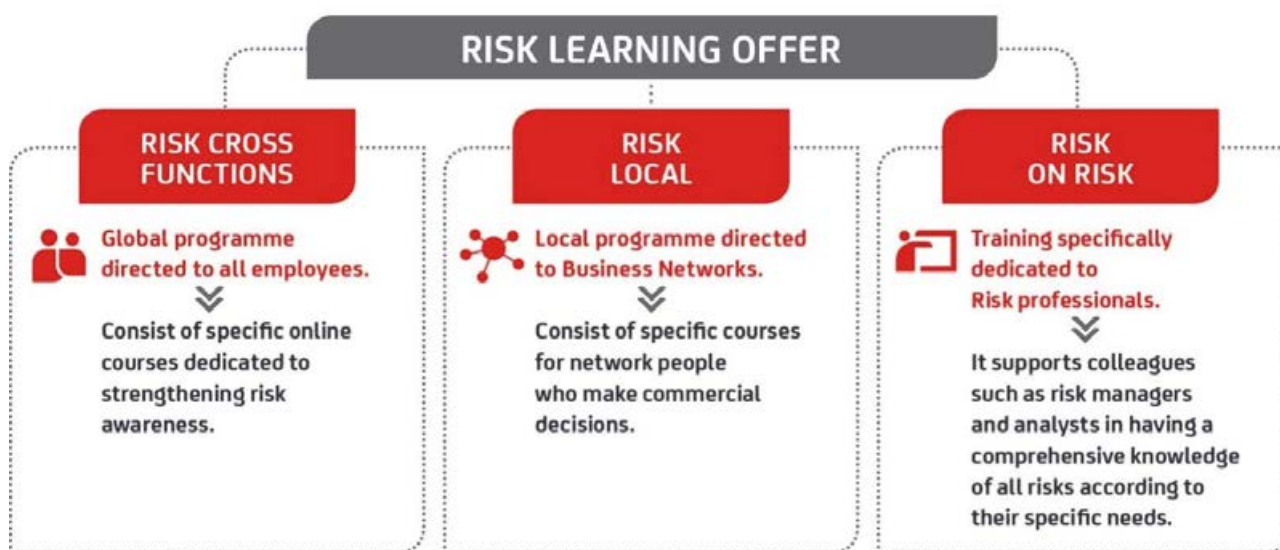 RISK LEARNING OFFER
RISK CROSS
FUNCTIONS
Global programme
directed to all employees.
Consist of specific online
courses dedicated to
strengthening risk
awareness.
RISK
LOCAL
Local programme directed
to Business Networks.
Consist of specific courses
for network people
who make commercial
decisions.
RISK
ON RISK
Training specifically
dedicated to
Risk professionals.
It supports colleagues
such as risk managers
and analysts in having a
comprehensive knowledge
of all risks according to
their specific needs.